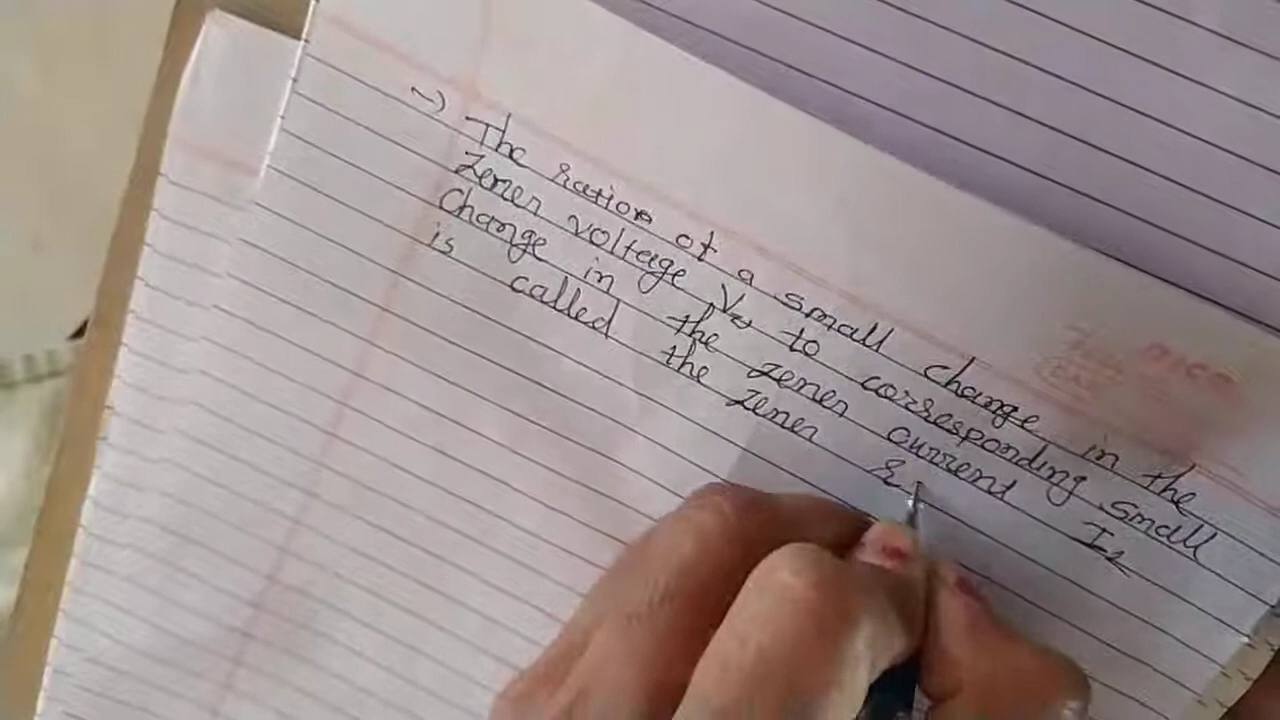 The ration of a small change in the
zener voltage Vz to corresponding small
change in the zener current Iz
is called the zener